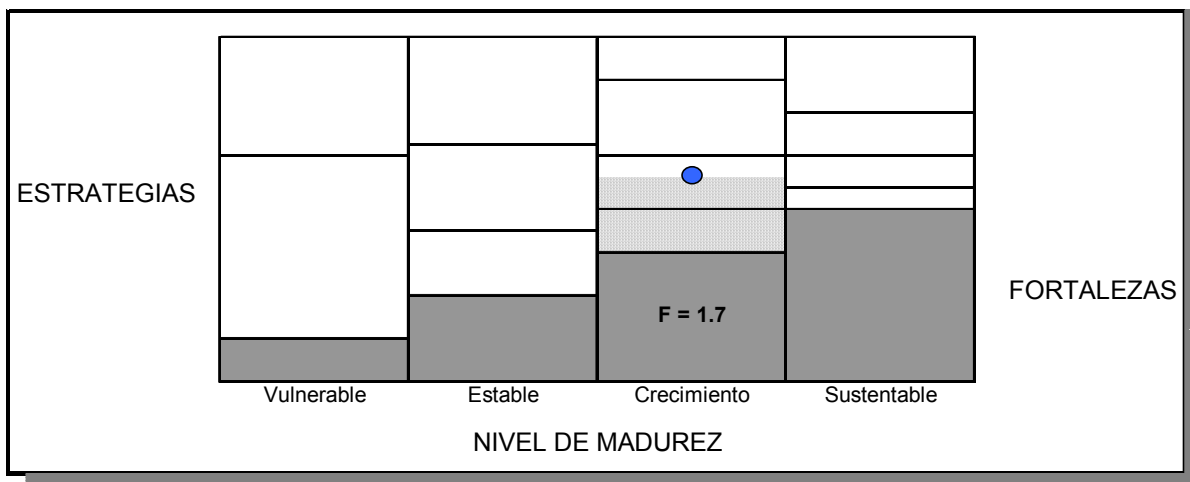 ESTRATEGIAS
FORTALEZAS
F = 1.7
Vulnerable
Estable
Crecimiento
Sustentable
NIVEL DE MADUREZ